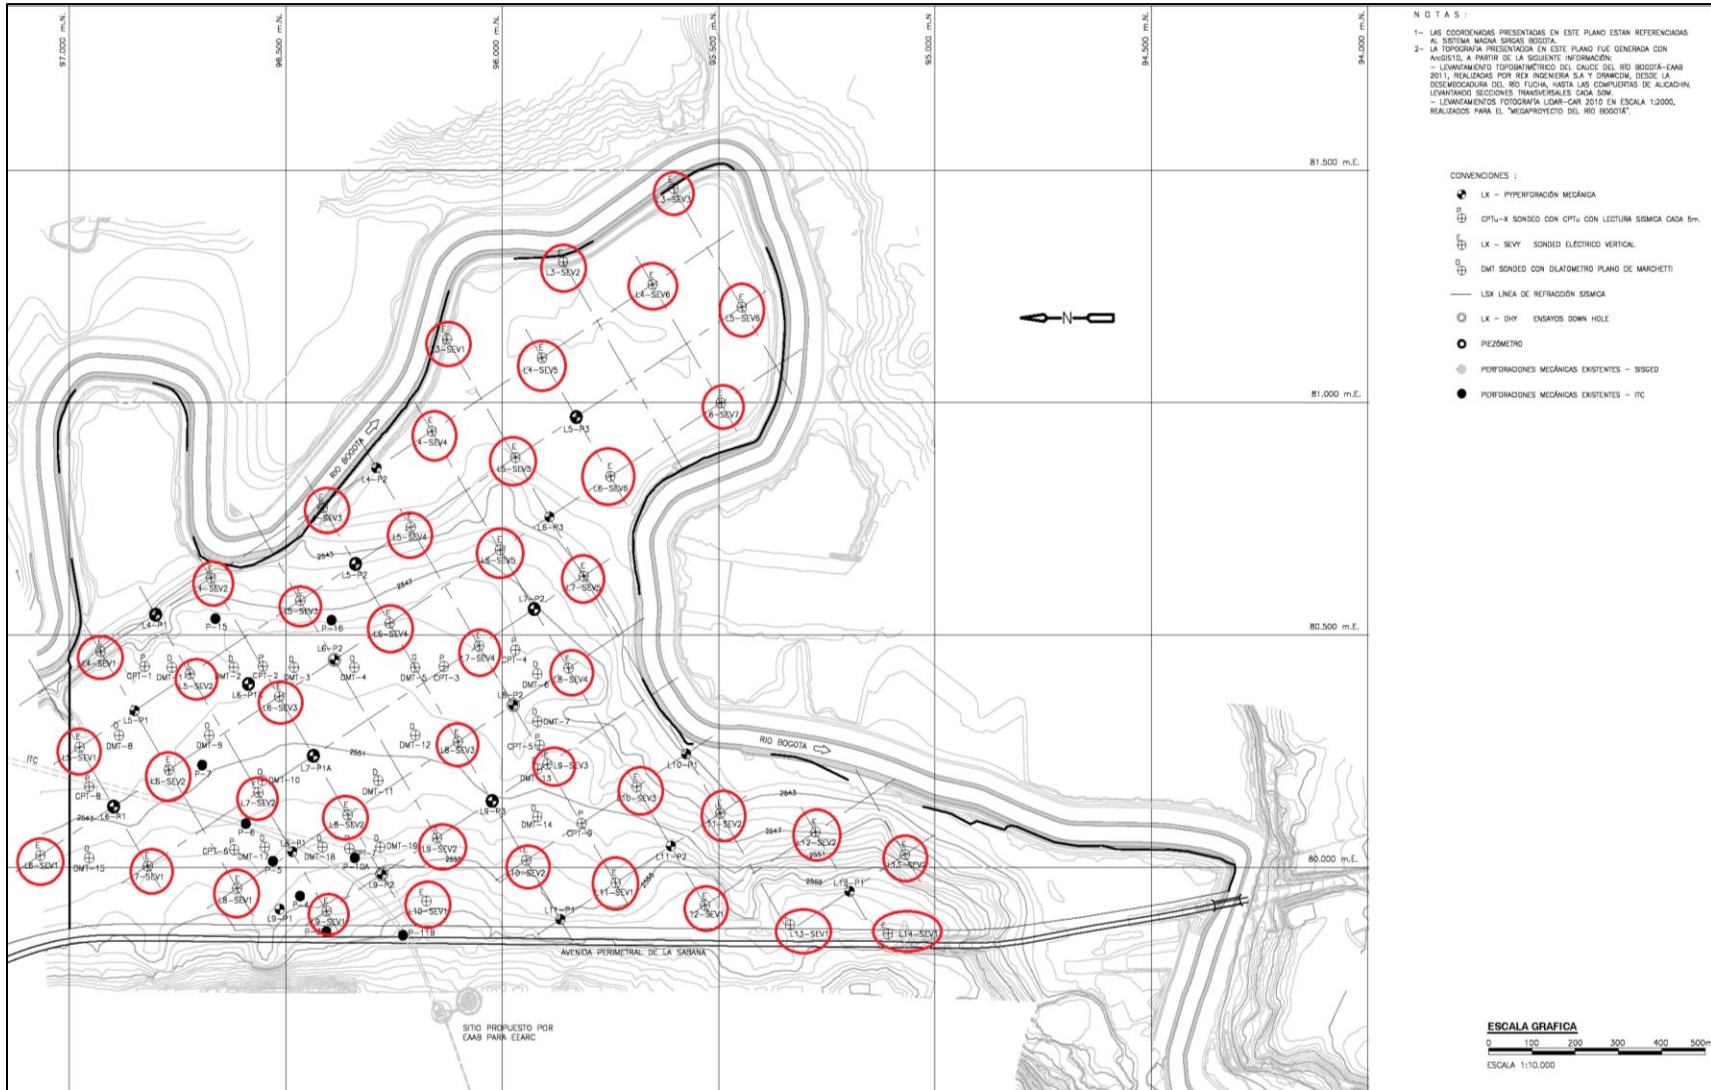 97.000 m.N.
96.500 m.N.
96.000 m.N.
95.500 m.N.
95.000 m.N.
94.500 m.N.
94.000 m.N.
N O T A S :
1- LAS COORDENADAS PRESENTADAS EN ESTE PLANO ESTAN REFERENCIADAS
AL SISTEMA MAGNA SIRGAS BOGOTA.
2- LA TOPOGRAFIA PRESENTADDA EN ESTE PLANO FUE GENERADA CON
ArcGIS10, A PARTIR DE LA SIGUIENTE INFORMACIÓN:
- LEVANTAMIENTO TOPOBATIMÉTRICO DEL CAUCE DEL RÍO BOGOTÁ-EAAB
2011, REALIZADAS POR REX INGENIERIA S.A Y DRAWCOM, DESDE LA
DESEMBOCADURA DEL RÍO FUCHA, HASTA LAS COMPUERTAS DE ALICACHIN,
LEVANTANDO SECCIONES TRANSVERSALES CADA 50M.
- LEVANTAMIENTOS FOTOGRAFÍA LIDAR-CAR 2010 EN ESCALA 1:2000,
REALIZADOS PARA EL "MEGAPROYECTO DEL RÍO BOGOTÁ".
81.500 m.E.
CONVENCIONES :
LX - PYPERFORACIÓN MECÁNICA
P
CPTu-X SONDEO CON CPTu CON LECTURA SISMICA CADA 5m.
E
LX - SEVY SONDEO ELÉCTRICO VERTICAL
D
DMT SONDEO CON DILATOMETRO PLANO DE MARCHETTI
LSX LÍNEA DE REFRACCIÓN SISMICA
LX - DHY ENSAYOS DOWN HOLE
PIEZÓMETRO
PERFORACIONES MECÁNICAS EXISTENTES - SISGED
PERFORACIONES MECÁNICAS EXISTENTES - ITC
L3-SEV3
L3-SEV2
L4-SEV6
L5-SEV6
N
L3-SEV1
L4-SEV5
81.000 m.E.
L6-SEV7
L5-P3
L4-SEV4
RIO BOGOTA
L4-P2
L5-SEV5
L6-SEV6
-SEV3
L6-P3
L5-SEV4
2543
L6-SEV5
L5-P2
2547
L7-SEV5
L4-SEV2
L5-SEV3
L7-P2
L4-P1
P-15
P-16
L6-SEV4
80.500 m.E.
L6-P2
L7-SEV4
CPT-4
L4-SEV1
CPT-1
DMT-1
DMT-2
CPT-2
DMT-3
DMT-4
DMT-5
CPT-3
DMT-6
L8-SEV4
L5-SEV2
L6-P1A
L6-SEV3
L8-P2
L5-P1
DMT-7
DMT-8
DMT-9
DMT-12
L8-SEV3
CPT-5
RIO BOGOTA
L5-SEV1
ITC
P-7
2551
L7-P1A
L10-P1
L6-SEV2
DMT-10
DMT-11
DMT-13
L9-SEV3
CPT-8
L7-SEV2
L10-SEV3
2543
L6-P1
2547
L9-P3
L8-SEV2
DMT-14
CPT-9
L11-SEV2
P-6
2547
L12-SEV2
L9-SEV2
CPT-6
DMT-17
L8-P1
DMT-18
CPT-7
DMT-19
L11-P2
2551
L13-SEV2
80.000 m.E.
L6-SEV1
DMT-15
L7-SEV1
P-5
P-10A
2555
L10-SEV2
L9-P2
L11-SEV1
2555
L13-P1
L8-SEV1
P-4
L10-SEV1
L12-SEV1
L9-P1
L9-SEV1
L11-P1
L13-SEV1
L14-SEV1
P-11B
AVENIDA PERIMETRAL DE LA SABANA
SITIO PROPUESTO POR
EAAB PARA EEARC
ESCALA GRAFICA
0 100 200 300 400 500m
ESCALA 1:10.000